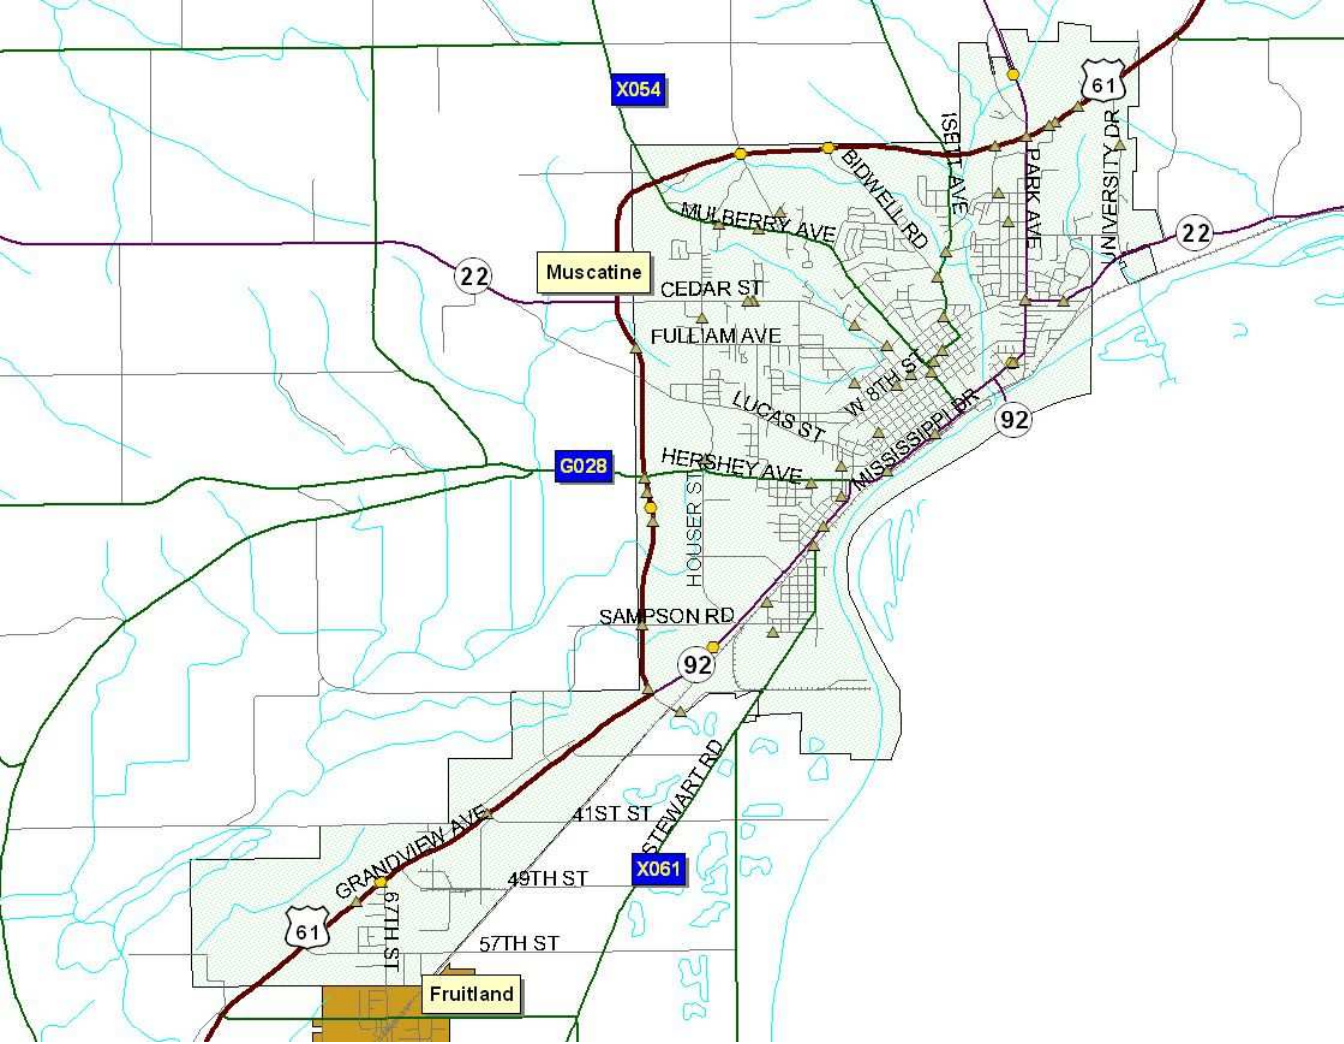 X054
61
ISETT AVE
UNIVERSITY DR
BIDWELL RD
PARK AVE
MULBERRY AVE
22
22
Muscatine
CEDAR ST
FULLIAM AVE
W 8TH ST
LUCAS ST
MISSISSIPPI DR
92
G028
HERSHEY AVE
HOUSER ST
SAMPSON RD
92
STEWART RD
41ST ST
GRANDVIEW AVE
X061
49TH ST
67TH ST
61
57TH ST
Fruitland